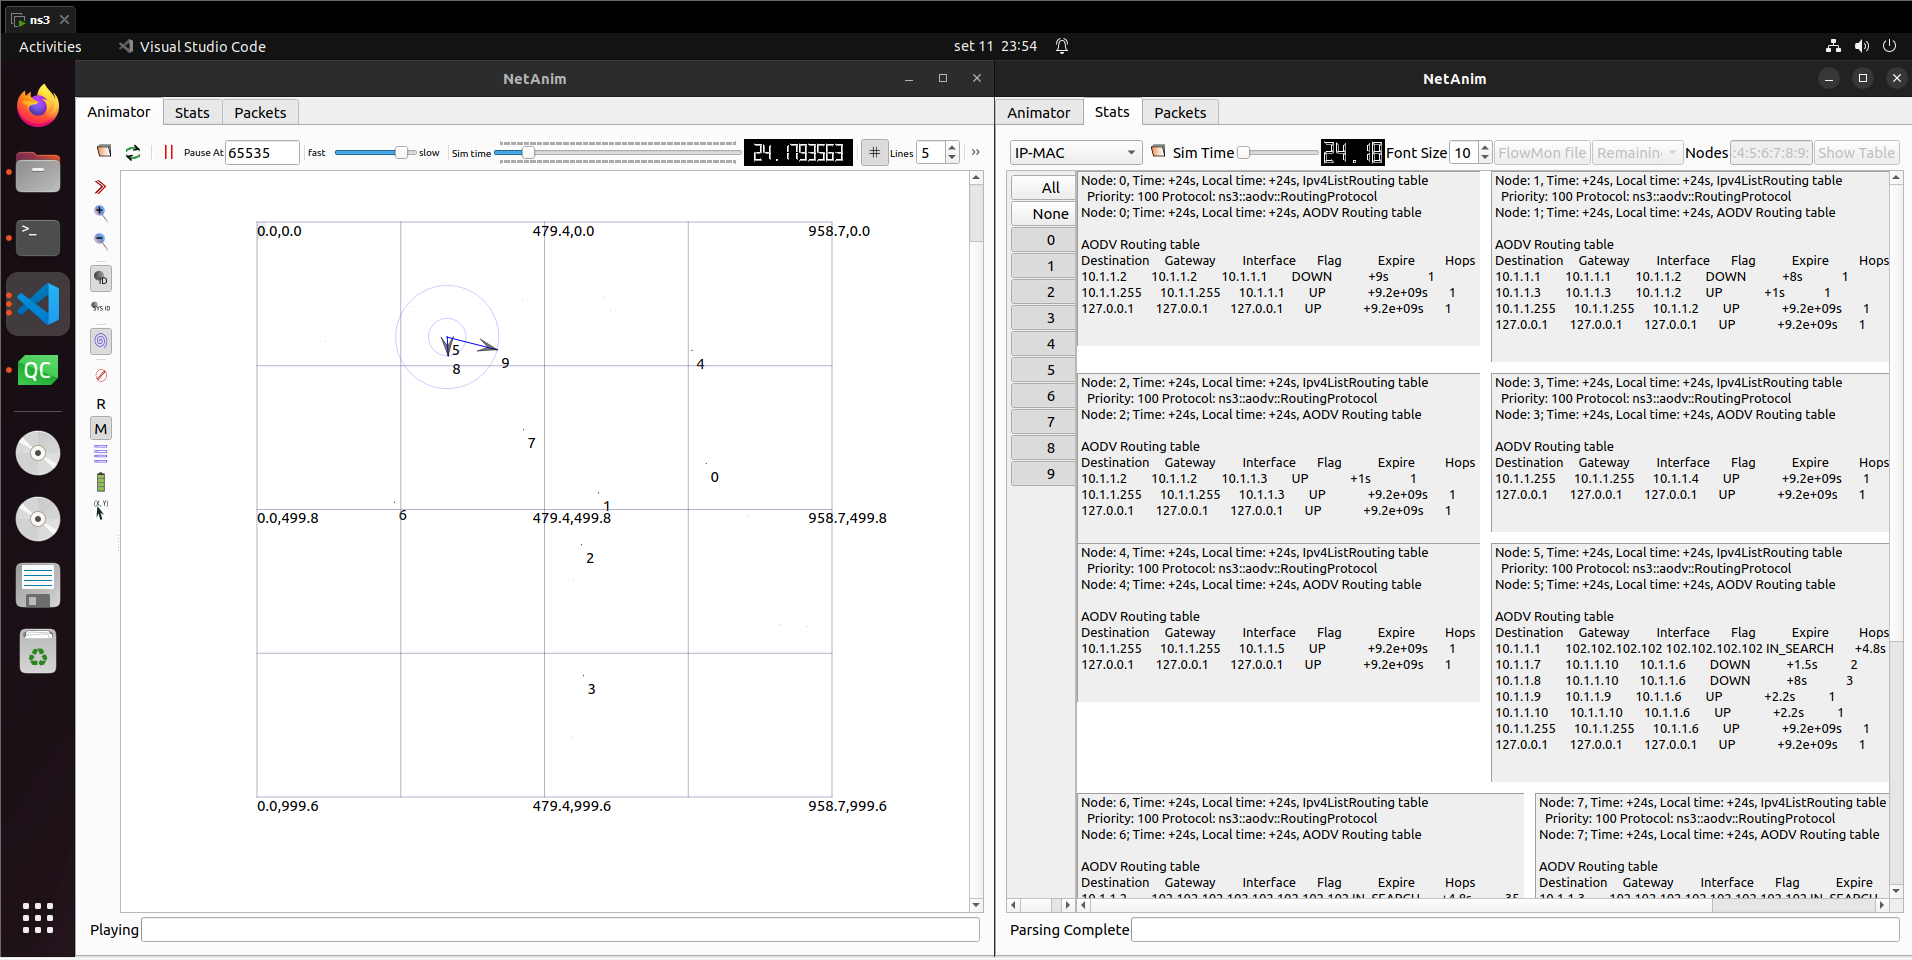 ns3
Activities
Visual Studio Code
set 11 23:54
NetAnim
Animator
Stats
Packets
Pause At
65535
fast
slow
Sim time
24.1793563
Lines
5
ID
SYS ID
R
M
(X, Y)
0.0,0.0
479.4,0.0
958.7,0.0
5
8
9
4
7
0
6
1
0.0,499.8
479.4,499.8
958.7,499.8
2
3
0.0,999.6
479.4,999.6
958.7,999.6
Playing
QC
NetAnim
Animator
Stats
Packets
IP-MAC
Sim Time
24.18
Font Size
10
FlowMon file
Remainin
Nodes
:4:5:6:7:8:9:
Show Table
All
None
0
1
2
3
4
5
6
7
8
9
Node: 0, Time: +24s, Local time: +24s, Ipv4ListRouting table
Priority: 100 Protocol: ns3::aodv::RoutingProtocol
Node: 0; Time: +24s, Local time: +24s, AODV Routing table
AODV Routing table
Destination Gateway Interface Flag Expire Hops
10.1.1.2 10.1.1.2 10.1.1.1 DOWN +9s 1
10.1.1.255 10.1.1.255 10.1.1.1 UP +9.2e+09s 1
127.0.0.1 127.0.0.1 127.0.0.1 UP +9.2e+09s 1
Node: 1, Time: +24s, Local time: +24s, Ipv4ListRouting table
Priority: 100 Protocol: ns3::aodv::RoutingProtocol
Node: 1; Time: +24s, Local time: +24s, AODV Routing table
AODV Routing table
Destination Gateway Interface Flag Expire Hops
10.1.1.1 10.1.1.1 10.1.1.2 DOWN +8s 1
10.1.1.3 10.1.1.3 10.1.1.2 UP +1s 1
10.1.1.255 10.1.1.255 10.1.1.2 UP +9.2e+09s 1
127.0.0.1 127.0.0.1 127.0.0.1 UP +9.2e+09s 1
Node: 2, Time: +24s, Local time: +24s, Ipv4ListRouting table
Priority: 100 Protocol: ns3::aodv::RoutingProtocol
Node: 2; Time: +24s, Local time: +24s, AODV Routing table
AODV Routing table
Destination Gateway Interface Flag Expire Hops
10.1.1.2 10.1.1.2 10.1.1.3 UP +1s 1
10.1.1.255 10.1.1.255 10.1.1.3 UP +9.2e+09s 1
127.0.0.1 127.0.0.1 127.0.0.1 UP +9.2e+09s 1
Node: 3, Time: +24s, Local time: +24s, Ipv4ListRouting table
Priority: 100 Protocol: ns3::aodv::RoutingProtocol
Node: 3; Time: +24s, Local time: +24s, AODV Routing table
AODV Routing table
Destination Gateway Interface Flag Expire Hops
10.1.1.255 10.1.1.255 10.1.1.4 UP +9.2e+09s 1
127.0.0.1 127.0.0.1 127.0.0.1 UP +9.2e+09s 1
Node: 4, Time: +24s, Local time: +24s, Ipv4ListRouting table
Priority: 100 Protocol: ns3::aodv::RoutingProtocol
Node: 4; Time: +24s, Local time: +24s, AODV Routing table
AODV Routing table
Destination Gateway Interface Flag Expire Hops
10.1.1.255 10.1.1.255 10.1.1.5 UP +9.2e+09s 1
127.0.0.1 127.0.0.1 127.0.0.1 UP +9.2e+09s 1
Node: 5, Time: +24s, Local time: +24s, Ipv4ListRouting table
Priority: 100 Protocol: ns3::aodv::RoutingProtocol
Node: 5; Time: +24s, Local time: +24s, AODV Routing table
AODV Routing table
Destination Gateway Interface Flag Expire Hops
10.1.1.1 102.102.102.102 102.102.102.102 IN_SEARCH +4.8s
10.1.1.7 10.1.1.10 10.1.1.6 DOWN +1.5s 2
10.1.1.8 10.1.1.10 10.1.1.6 DOWN +8s 3
10.1.1.9 10.1.1.9 10.1.1.6 UP +2.2s 1
10.1.1.10 10.1.1.10 10.1.1.6 UP +2.2s 1
10.1.1.255 10.1.1.255 10.1.1.6 UP +9.2e+09s 1
127.0.0.1 127.0.0.1 127.0.0.1 UP +9.2e+09s 1
Node: 6, Time: +24s, Local time: +24s, Ipv4ListRouting table
Priority: 100 Protocol: ns3::aodv::RoutingProtocol
Node: 6; Time: +24s, Local time: +24s, AODV Routing table
AODV Routing table
Destination Gateway Interface Flag Expire Hops
Node: 7, Time: +24s, Local time: +24s, Ipv4ListRouting table
Priority: 100 Protocol: ns3::aodv::RoutingProtocol
Node: 7; Time: +24s, Local time: +24s, AODV Routing table
AODV Routing table
Destination Gateway Interface Flag Expire
Parsing Complete